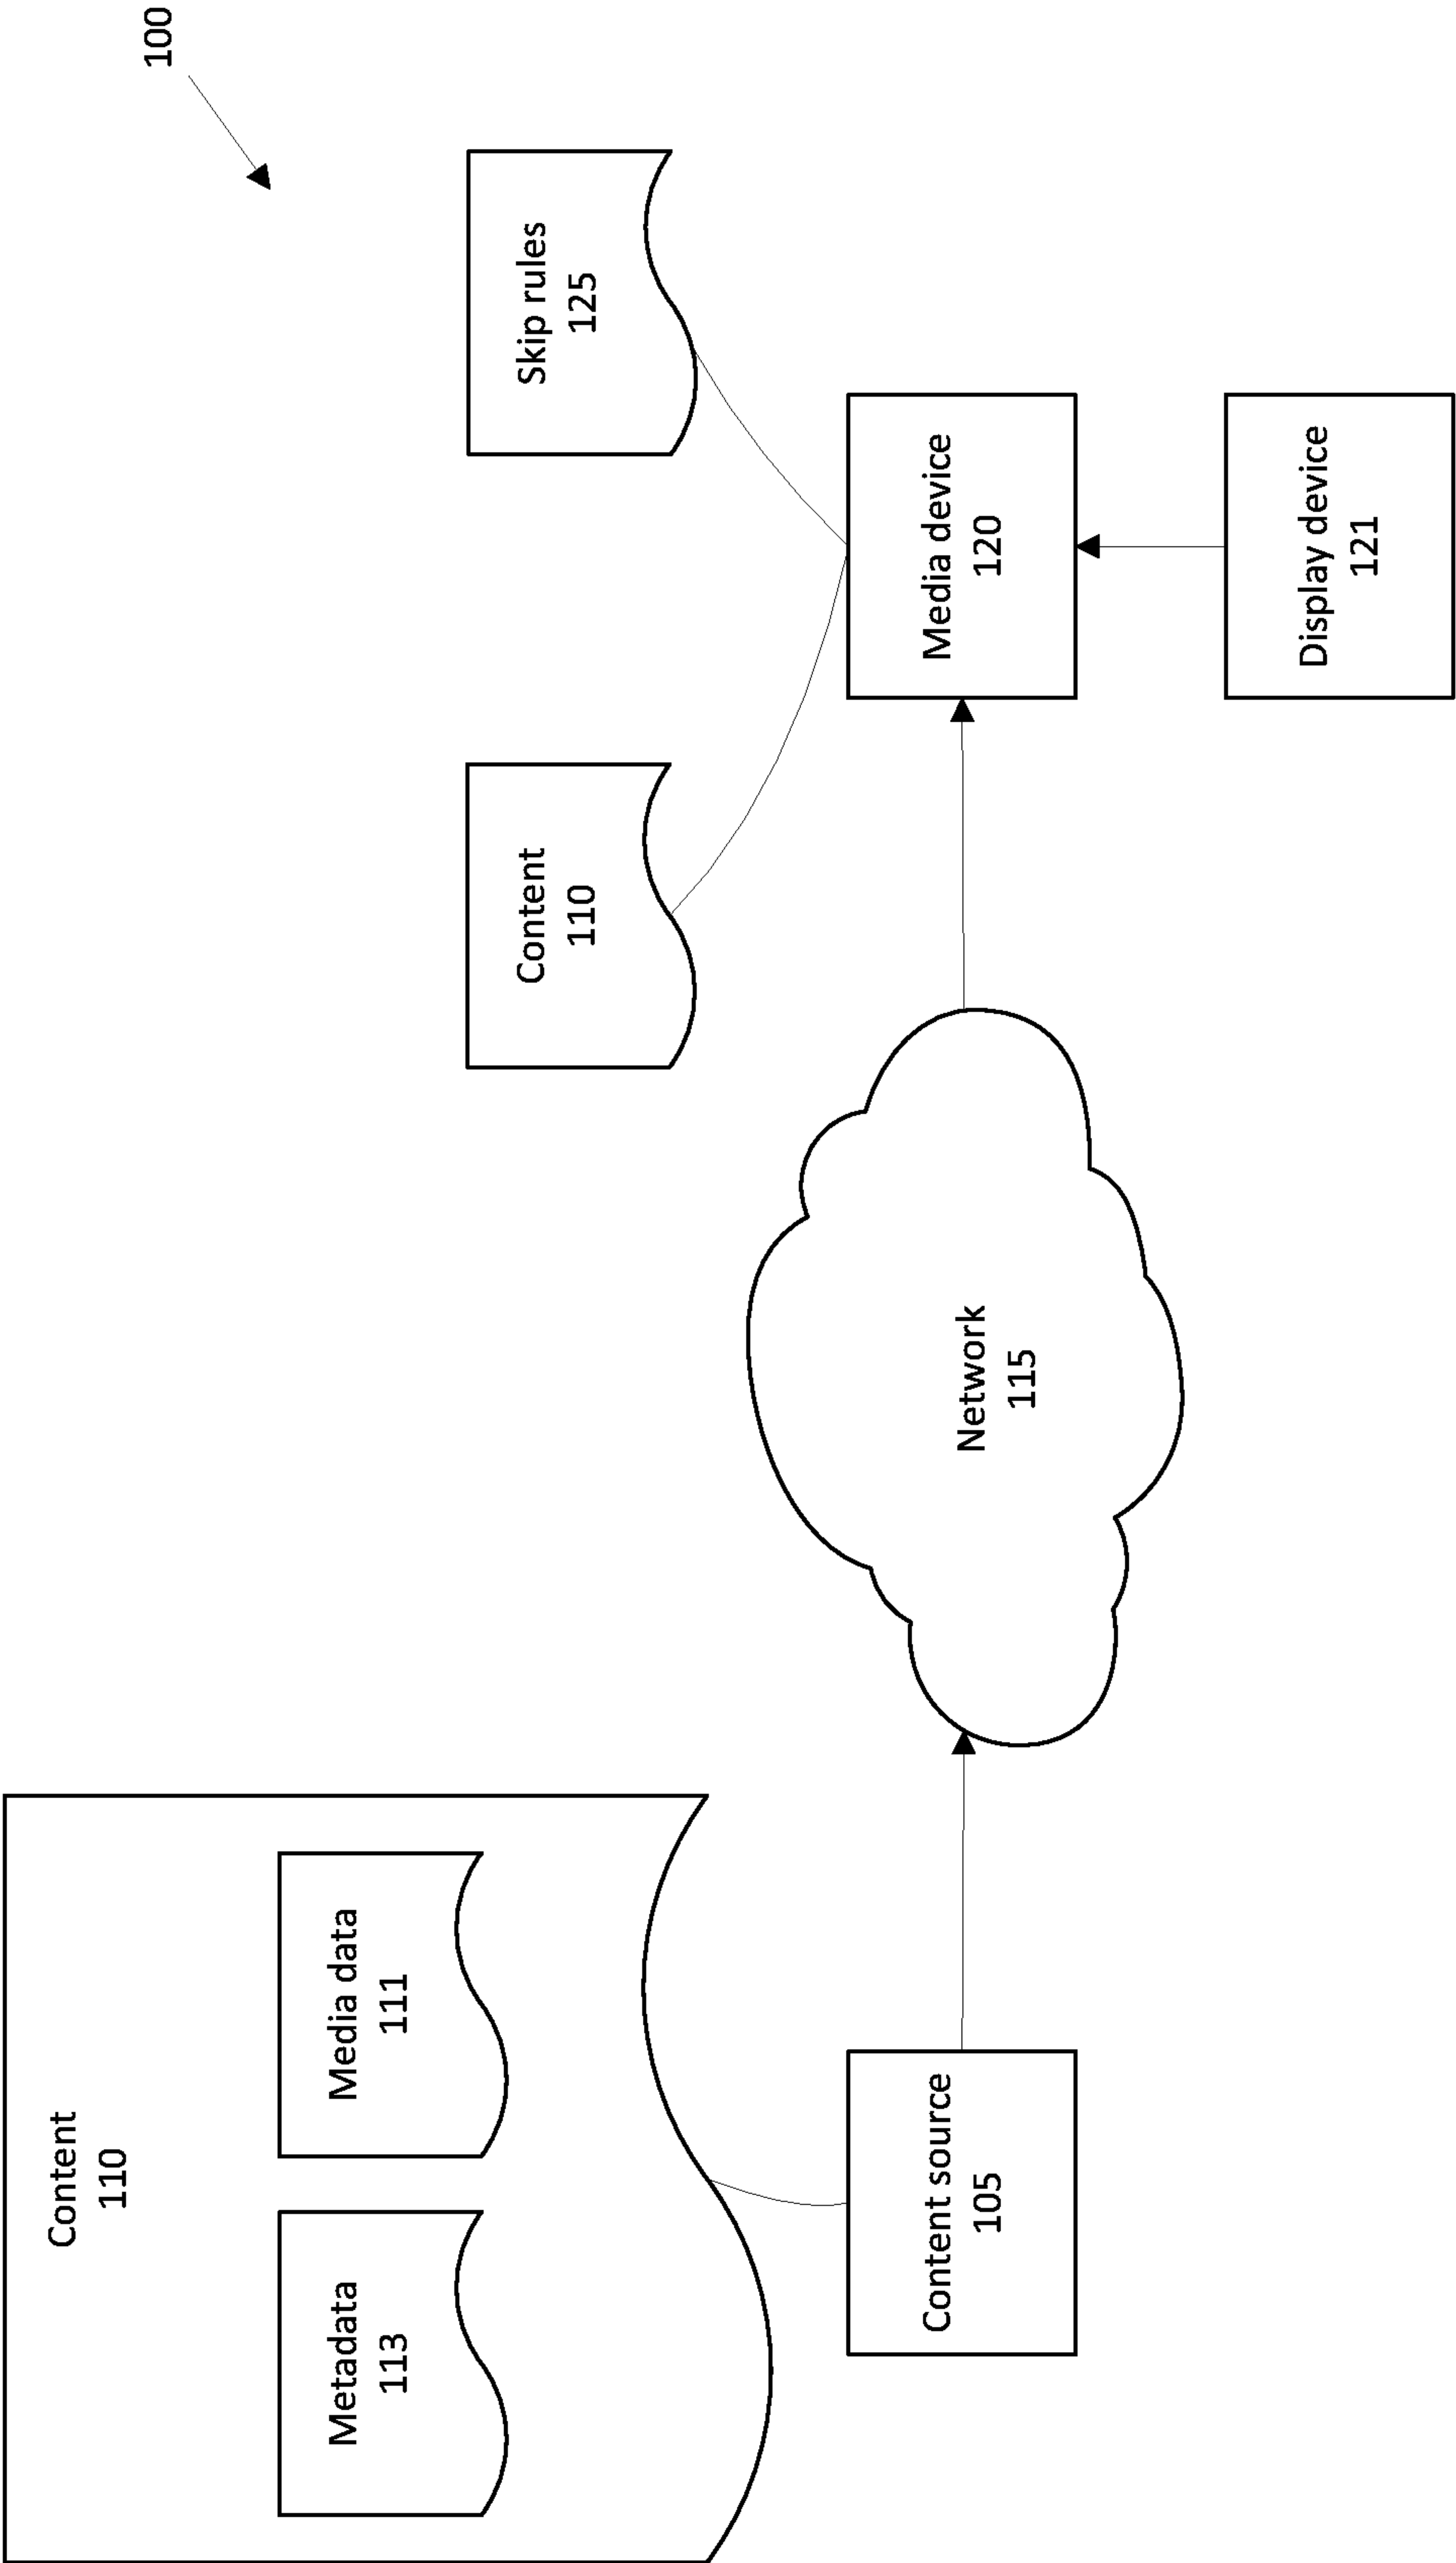 100
Content
110
Metadata
113
Media data
111
Content
110
Skip rules
125
Content source
105
Network
115
Media device
120
Display device
121